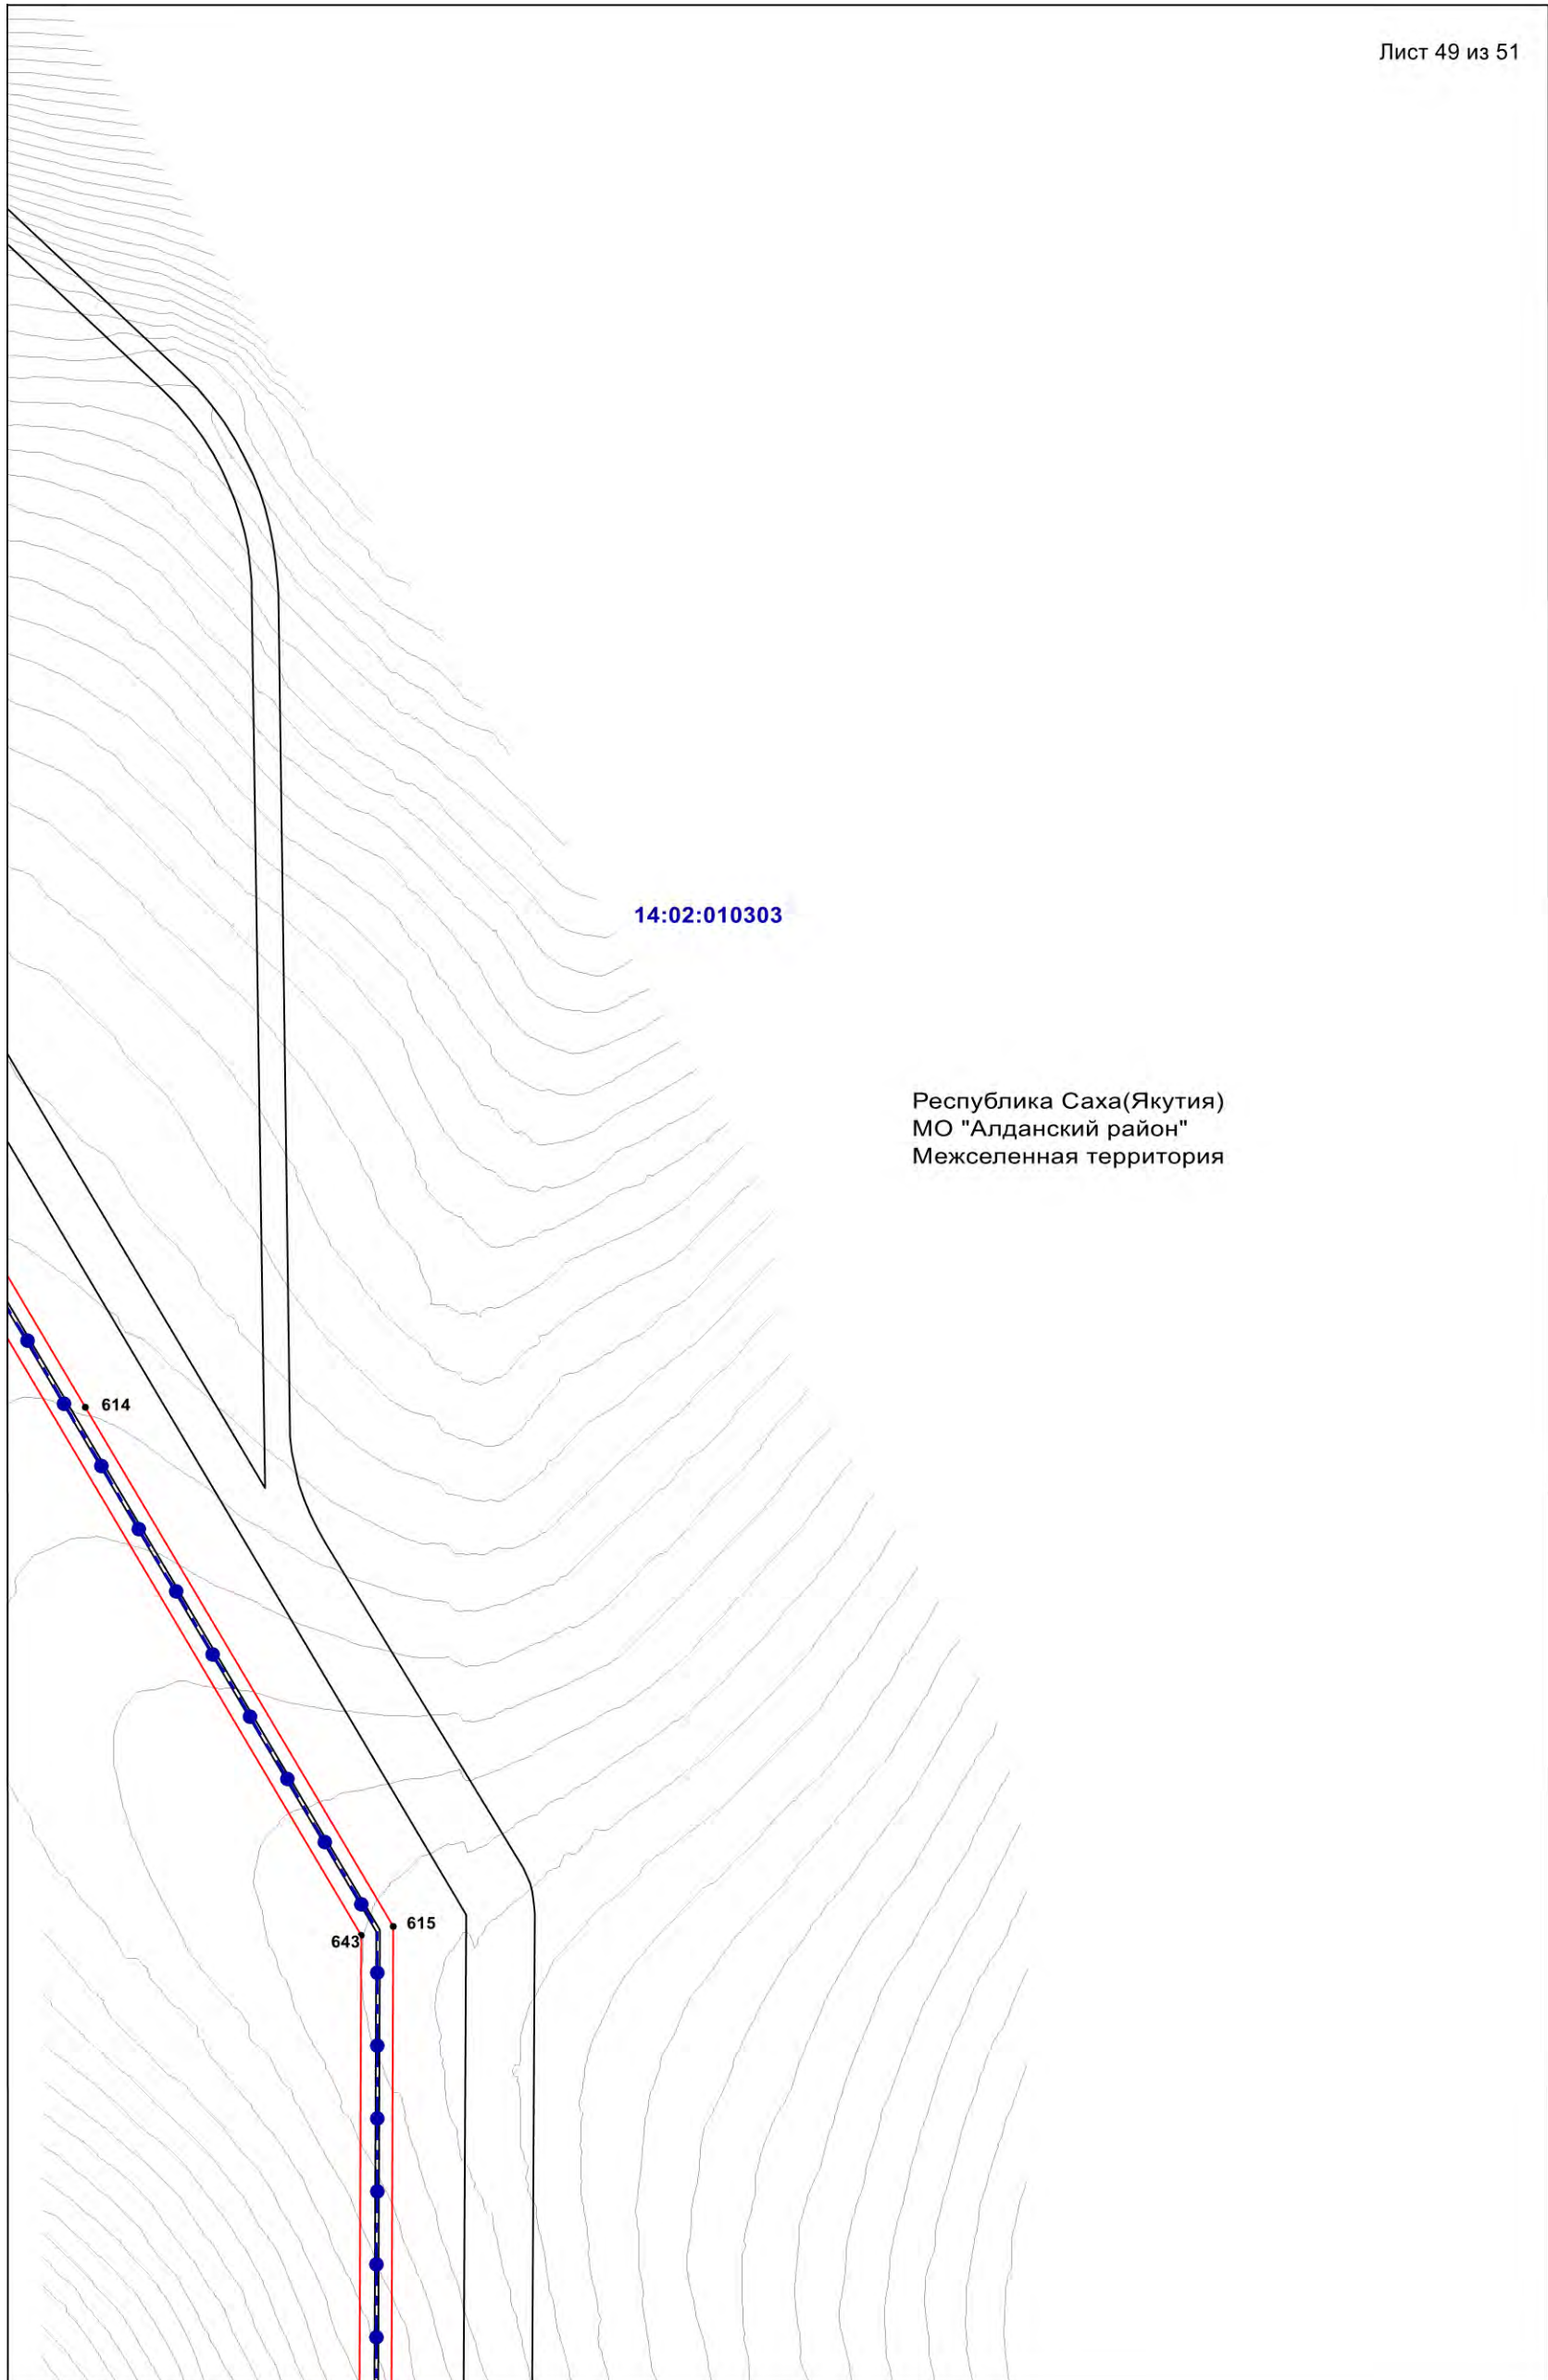 Лист 49 из 51
14:02:010303
Республика Саха(Якутия)
МО "Алданский район"
Межселенная территория
614
615
643